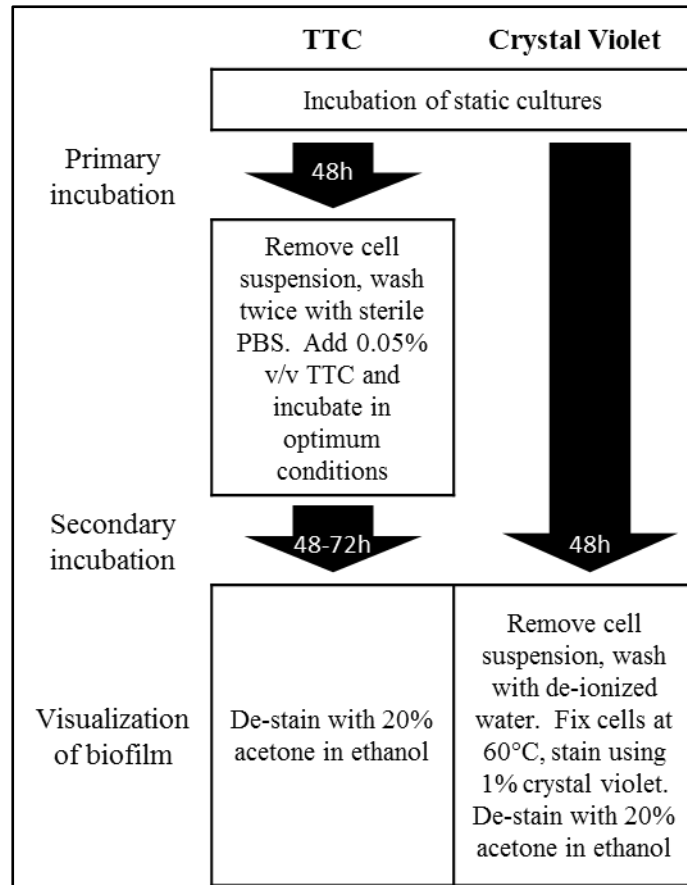 TTC
Crystal Violet
Incubation of static cultures
Primary
incubation
48h
Remove cell
suspension, wash
twice with sterile
PBS.  Add 0.05%
v/v TTC and
incubate in
optimum
conditions
Secondary
incubation
48-72h
48h
Visualization
of biofilm
De-stain with 20%
acetone in ethanol
Remove cell
suspension, wash
with de-ionized
water.  Fix cells at
60°C, stain using
1% crystal violet.
De-stain with 20%
acetone in ethanol